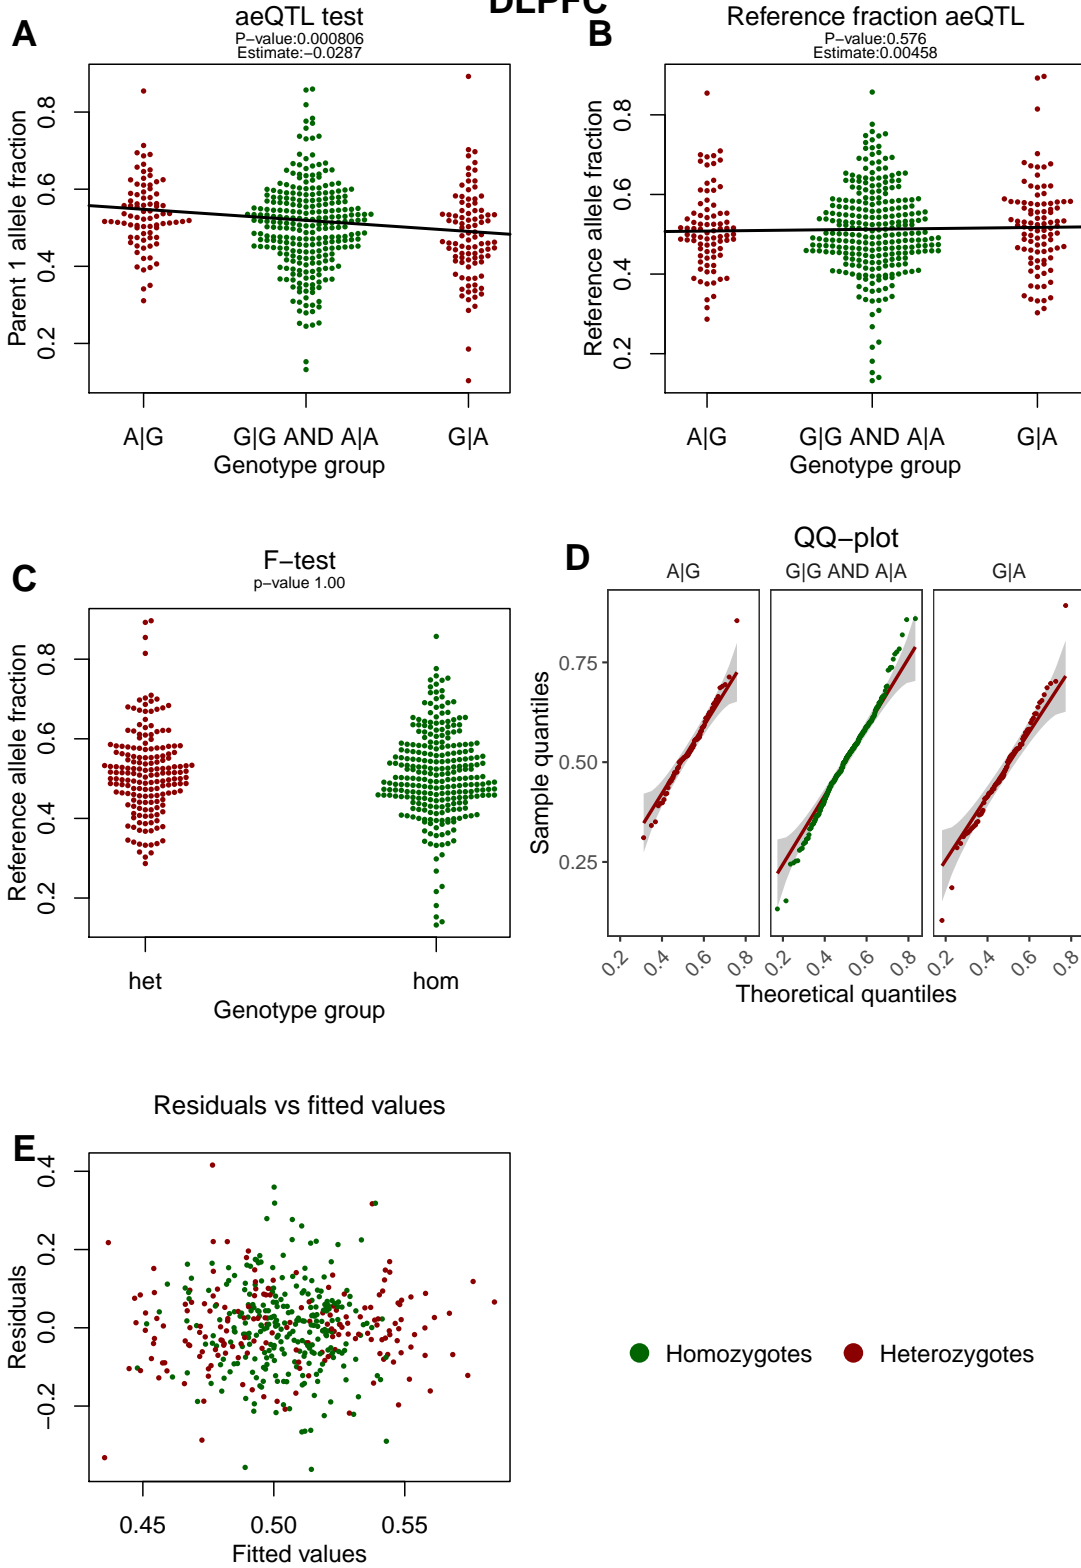 DLPFC
A
aeQTL test
P−value:0.000806
Estimate:−0.0287
Parent 1 allele fraction
0.8
0.6
0.4
0.2
A|G
G|G AND A|A
G|A
Genotype group
B
Reference fraction aeQTL
P−value:0.576
Estimate:0.00458
Reference allele fraction
0.8
0.6
0.4
0.2
A|G
G|G AND A|A
G|A
Genotype group
C
F−test
p−value 1.00
Reference allele fraction
0.8
0.6
0.4
0.2
het
hom
Genotype group
D
QQ−plot
A|G
G|G AND A|A
G|A
Sample quantiles
0.75
0.50
0.25
0.2
0.4
0.6
0.8
0.2
0.4
0.6
0.8
0.2
0.4
0.6
0.8
Theoretical quantiles
E
Residuals vs fitted values
Residuals
0.4
0.2
0.0
−0.2
0.45
0.50
0.55
Fitted values
Homozygotes
Heterozygotes